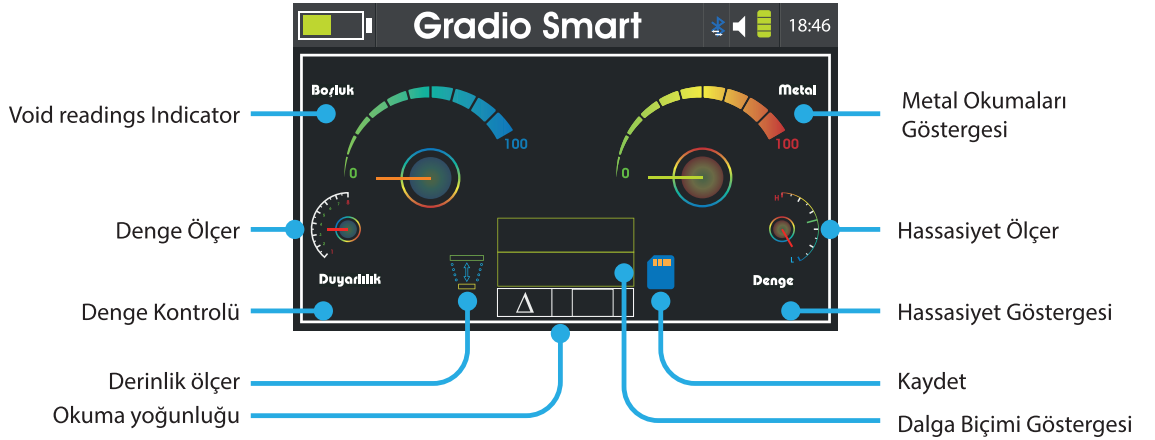 Gradio Smart
18:46
Boşluk
Metal
0
100
0
100
Void readings Indicator
Metal Okumaları
Göstergesi
Denge Ölçer
H
L
Hassasiyet Ölçer
Duyarlılık
Denge
Δ
Denge Kontrolü
Hassasiyet Göstergesi
Derinlik ölçer
Kaydet
Okuma yoğunluğu
Dalga Biçimi Göstergesi